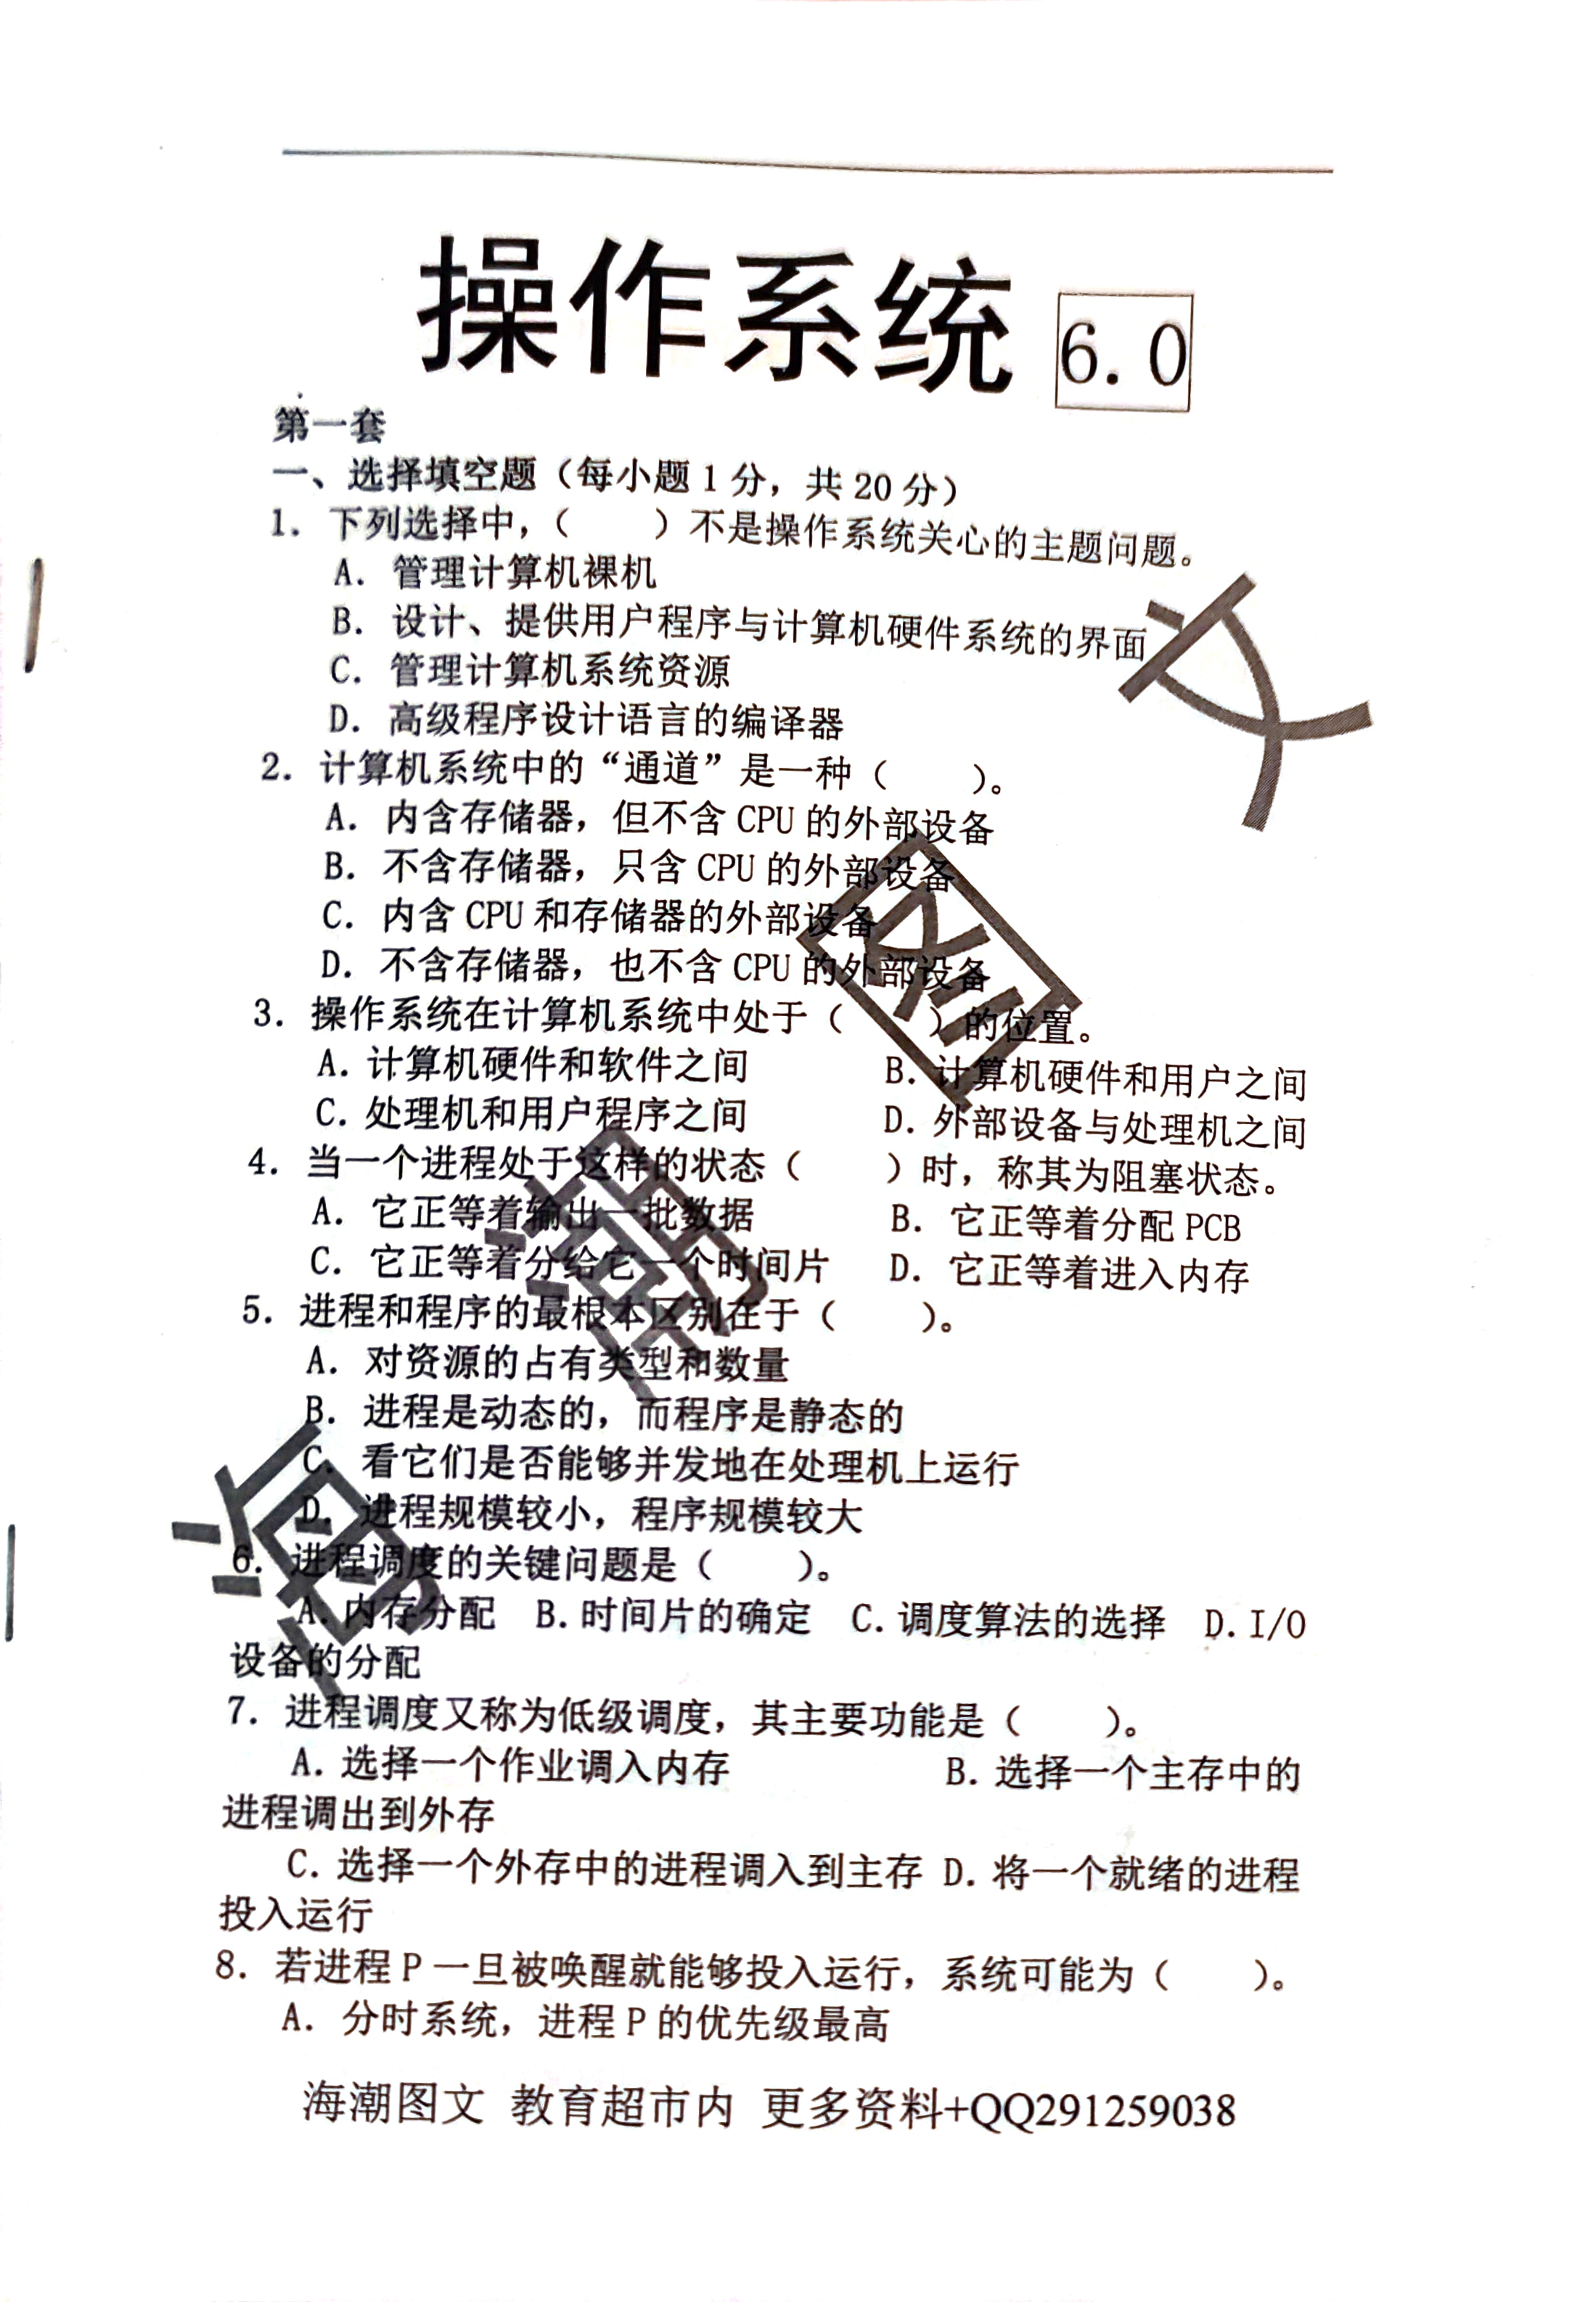 操作系统 6.0
第一套
一、选择填空题（每小题1分，共20分）
1. 下列选择中，（　　）不是操作系统关心的主题问题。
A. 管理计算机裸机
B. 设计、提供用户程序与计算机硬件系统的界面
C. 管理计算机系统资源
D. 高级程序设计语言的编译器
2. 计算机系统中的“通道”是一种（　　）。
A. 内含存储器，但不含 CPU 的外部设备
B. 不含存储器，只含 CPU 的外部设备
C. 内含 CPU 和存储器的外部设备
D. 不含存储器，也不含 CPU 的外部设备
3. 操作系统在计算机系统中处于（　　）的位置。
A. 计算机硬件和软件之间　B. 计算机硬件和用户之间
C. 处理机和用户程序之间　D. 外部设备与处理机之间
4. 当一个进程处于这样的状态（　　）时，称其为阻塞状态。
A. 它正等着输出一批数据　B. 它正等着分配 PCB
C. 它正等着分给它一个时间片　D. 它正等着进入内存
5. 进程和程序的最根本区别在于（　　）。
A. 对资源的占有类型和数量
B. 进程是动态的，而程序是静态的
C. 看它们是否能够并发地在处理机上运行
D. 进程规模较小，程序规模较大
6. 进程调度的关键问题是（　　）。
A. 内存分配　B. 时间片的确定　C. 调度算法的选择　D. I/O
设备的分配
7. 进程调度又称为低级调度，其主要功能是（　　）。
A. 选择一个作业调入内存　B. 选择一个主存中的
进程调出到外存
C. 选择一个外存中的进程调入到主存 D. 将一个就绪的进程
投入运行
8. 若进程 P 一旦被唤醒就能够投入运行，系统可能为（　　）。
A. 分时系统，进程 P 的优先级最高
海潮图文 教育超市内 更多资料+QQ291259038
海潮图文